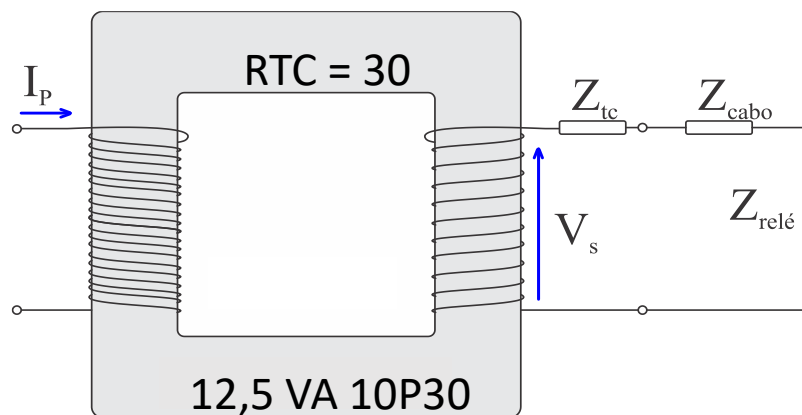 RTC = 30
I_P
Z_tc
Z_cabo
Z_relé
V_s
12,5 VA 10P30